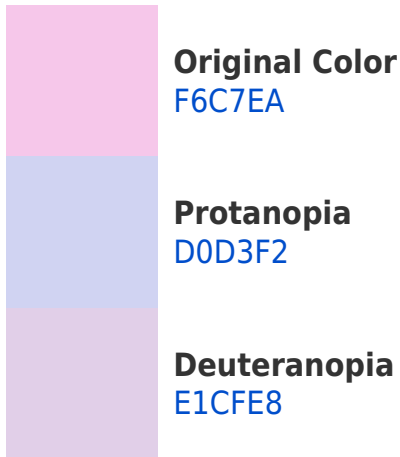 Original Color
F6C7EA
Protanopia
D0D3F2
Deuteranopia
E1CFE8